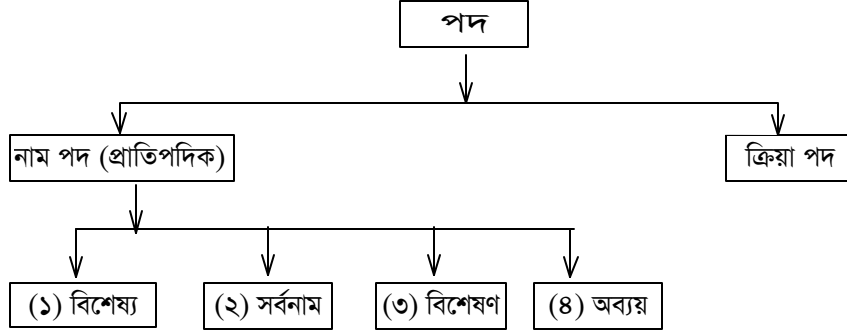 পদ
নাম পদ (প্রাতিপদিক)
ক্রিয়া পদ
(১) বিশেষ্য
(২) সর্বনাম
(৩) বিশেষণ
(৪) অব্যয়